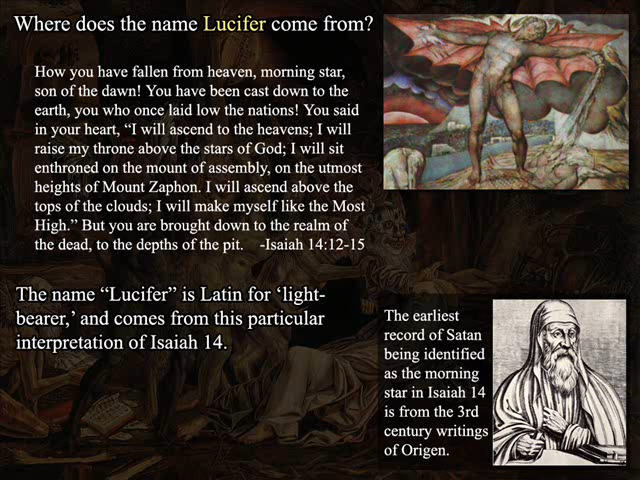 Where does the name Lucifer come from?
How you have fallen from heaven, morning star,
son of the dawn! You have been cast down to the
earth, you who once laid low the nations! You said
in your heart, “I will ascend to the heavens; I will
raise my throne above the stars of God; I will sit
enthroned on the mount of assembly, on the utmost
heights of Mount Zaphon. I will ascend above the
tops of the clouds; I will make myself like the Most
High.” But you are brought down to the realm of
the dead, to the depths of the pit. -Isaiah 14:12-15
The name “Lucifer” is Latin for ‘light-
bearer,’ and comes from this particular
interpretation of Isaiah 14.
The earliest
record of Satan
being identified
as the morning
star in Isaiah 14
is from the 3rd
century writings
of Origen.